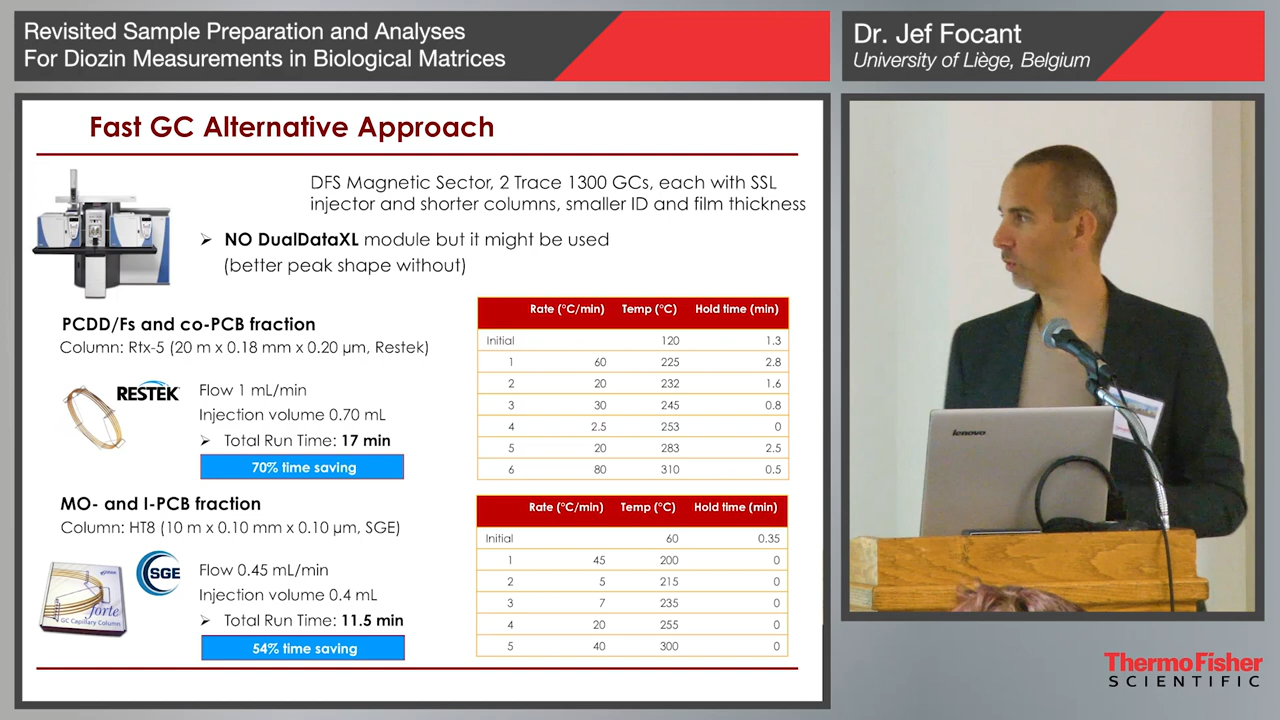 Revisited Sample Preparation and Analyses
For Diozin Measurements in Biological Matrices
Dr. Jef Focant
University of Liège, Belgium
Fast GC Alternative Approach
DFS Magnetic Sector, 2 Trace 1300 GCs, each with SSL
injector and shorter columns, smaller ID and film thickness
➢ NO DualDataXL module but it might be used
(better peak shape without)
PCDD/Fs and co-PCB fraction
Column: Rtx-5 (20 m x 0.18 mm x 0.20 µm, Restek)
RESTEK
Flow 1 mL/min
Injection volume 0.70 mL
➢ Total Run Time: 17 min
70% time saving
Rate (°C/min) Temp (°C) Hold time (min)
Initial 120 1.3
1 60 225 2.8
2 20 232 1.6
3 30 245 0.8
4 2.5 253 0
5 20 283 2.5
6 80 310 0.5
MO- and I-PCB fraction
Column: HT8 (10 m x 0.10 mm x 0.10 µm, SGE)
SGE
forte
GC Capillary Column
Flow 0.45 mL/min
Injection volume 0.4 mL
➢ Total Run Time: 11.5 min
54% time saving
Rate (°C/min) Temp (°C) Hold time (min)
Initial 60 0.35
1 45 200 0
2 5 215 0
3 7 235 0
4 20 255 0
5 40 300 0
lenovo
ThermoFisher
SCIENTIFIC